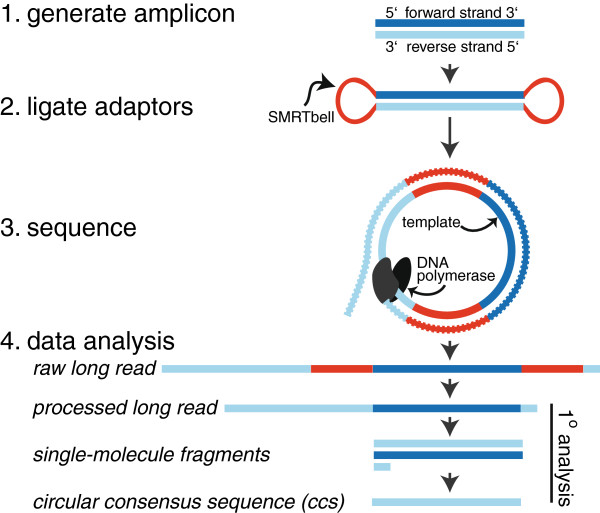 1. generate amplicon
5‘ forward strand 3‘
3‘ reverse strand 5‘
2. ligate adaptors
SMRTbell
3. sequence
template
DNA
polymerase
4. data analysis
raw long read
processed long read
single-molecule fragments
circular consensus sequence (ccs)
1° analysis